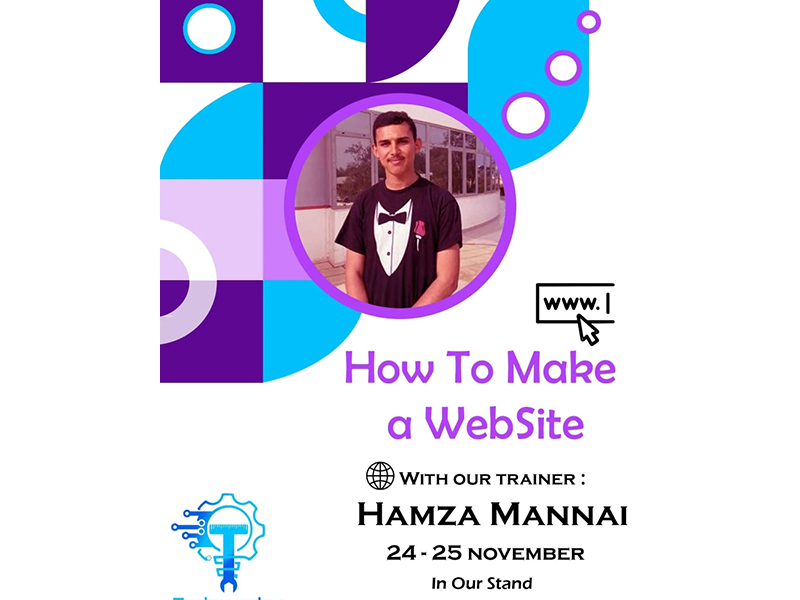 www.
How To Make
a WebSite
WITH OUR TRAINER :
HAMZA MANNAI
24 - 25 NOVEMBER
In Our Stand